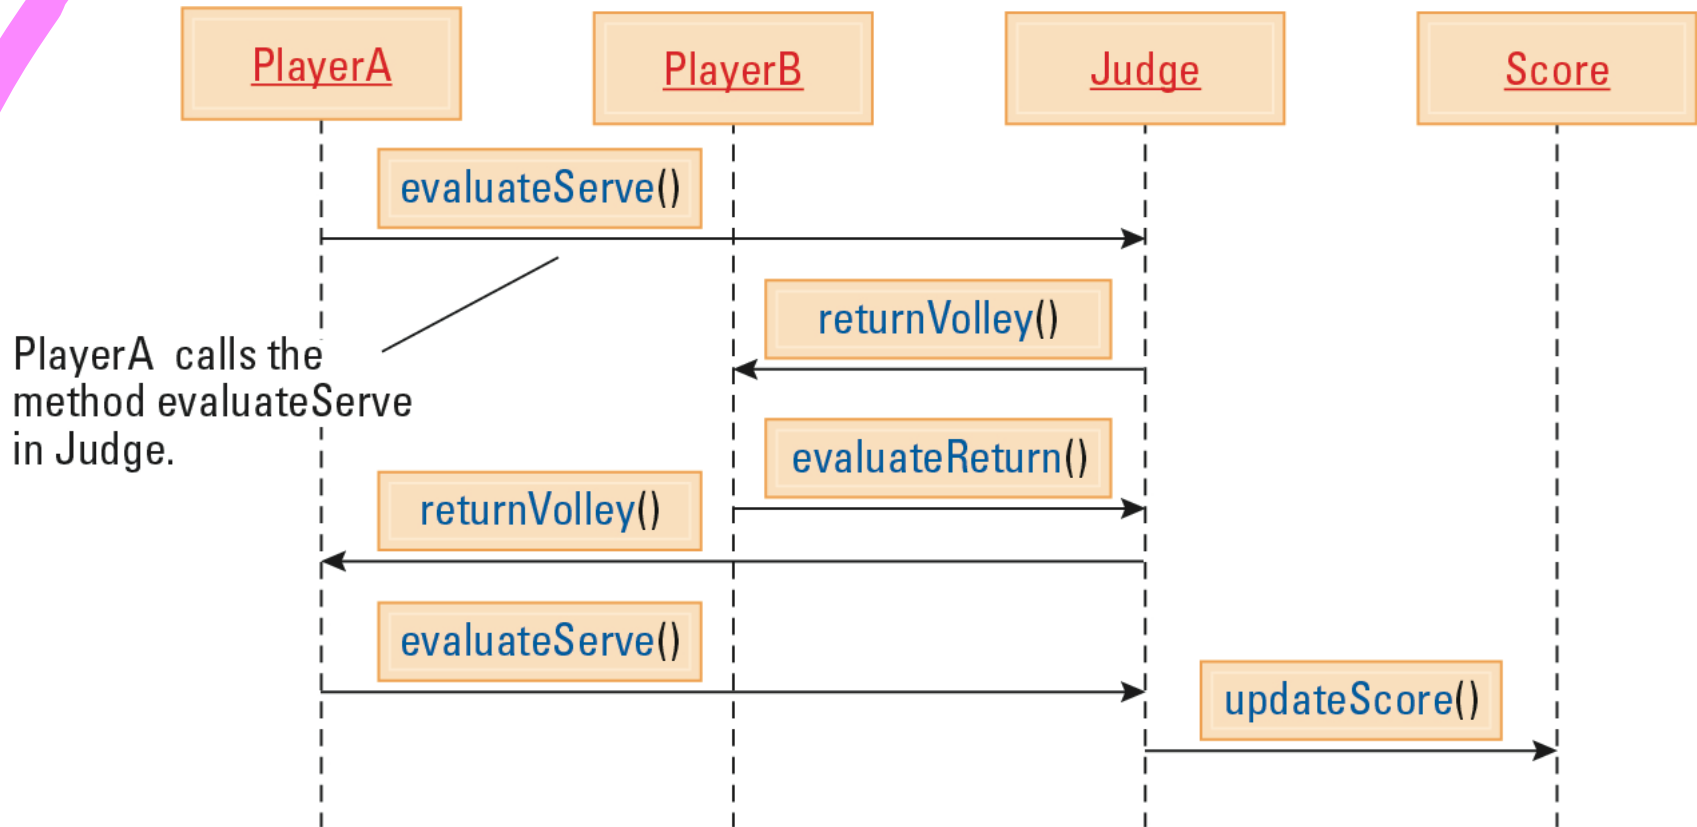 PlayerA
PlayerB
Judge
Score
evaluateServe()
returnVolley()
PlayerA calls the
method evaluateServe
in Judge.
evaluateReturn()
returnVolley()
evaluateServe()
updateScore()